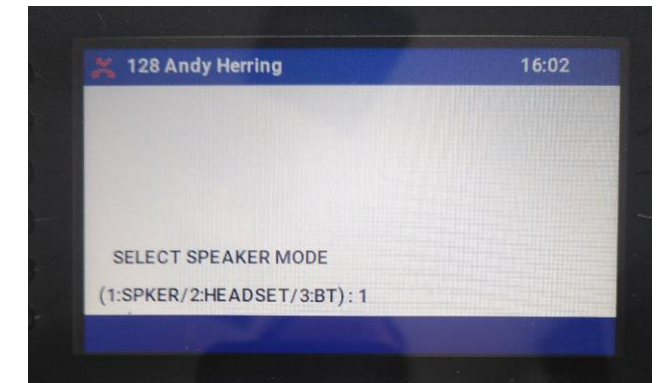 128 Andy Herring 16:02
SELECT SPEAKER MODE
(1:SPKER/2:HEADSET/3:BT) : 1